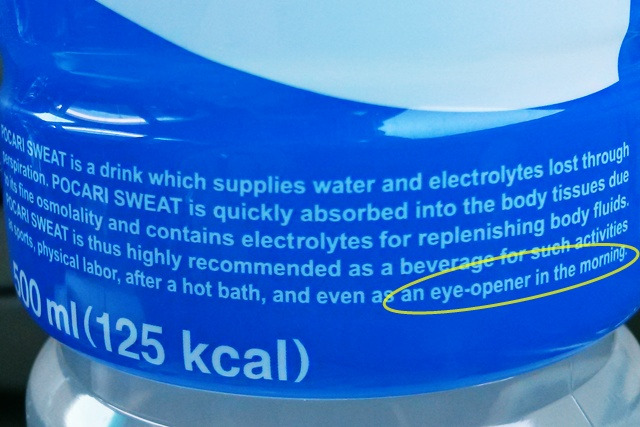 POCARI SWEAT is a drink which supplies water and electrolytes lost through
perspiration. POCARI SWEAT is quickly absorbed into the body tissues due
to its fine osmolality and contains electrolytes for replenishing body fluids.
POCARI SWEAT is thus highly recommended as a beverage for such activities
as sports, physical labor, after a hot bath, and even as an eye-opener in the morning.
500 ml (125 kcal)